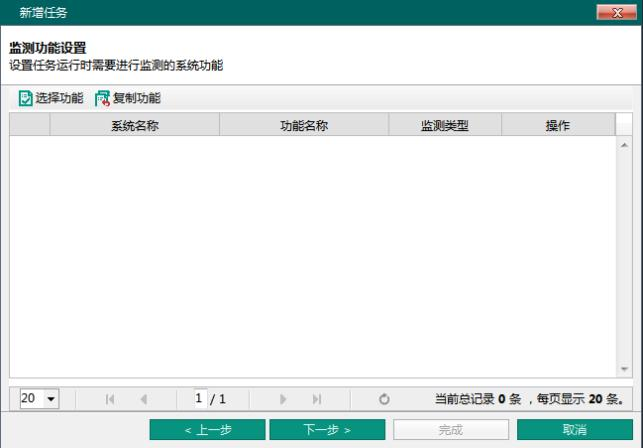 新增任务
监测功能设置
设置任务运行时需要进行监测的系统功能
选择功能 复制功能
系统名称 功能名称 监测类型 操作
20 1 / 1 当前总记录 0 条 ，每页显示 20 条。
< 上一步 下一步 > 完成 取消